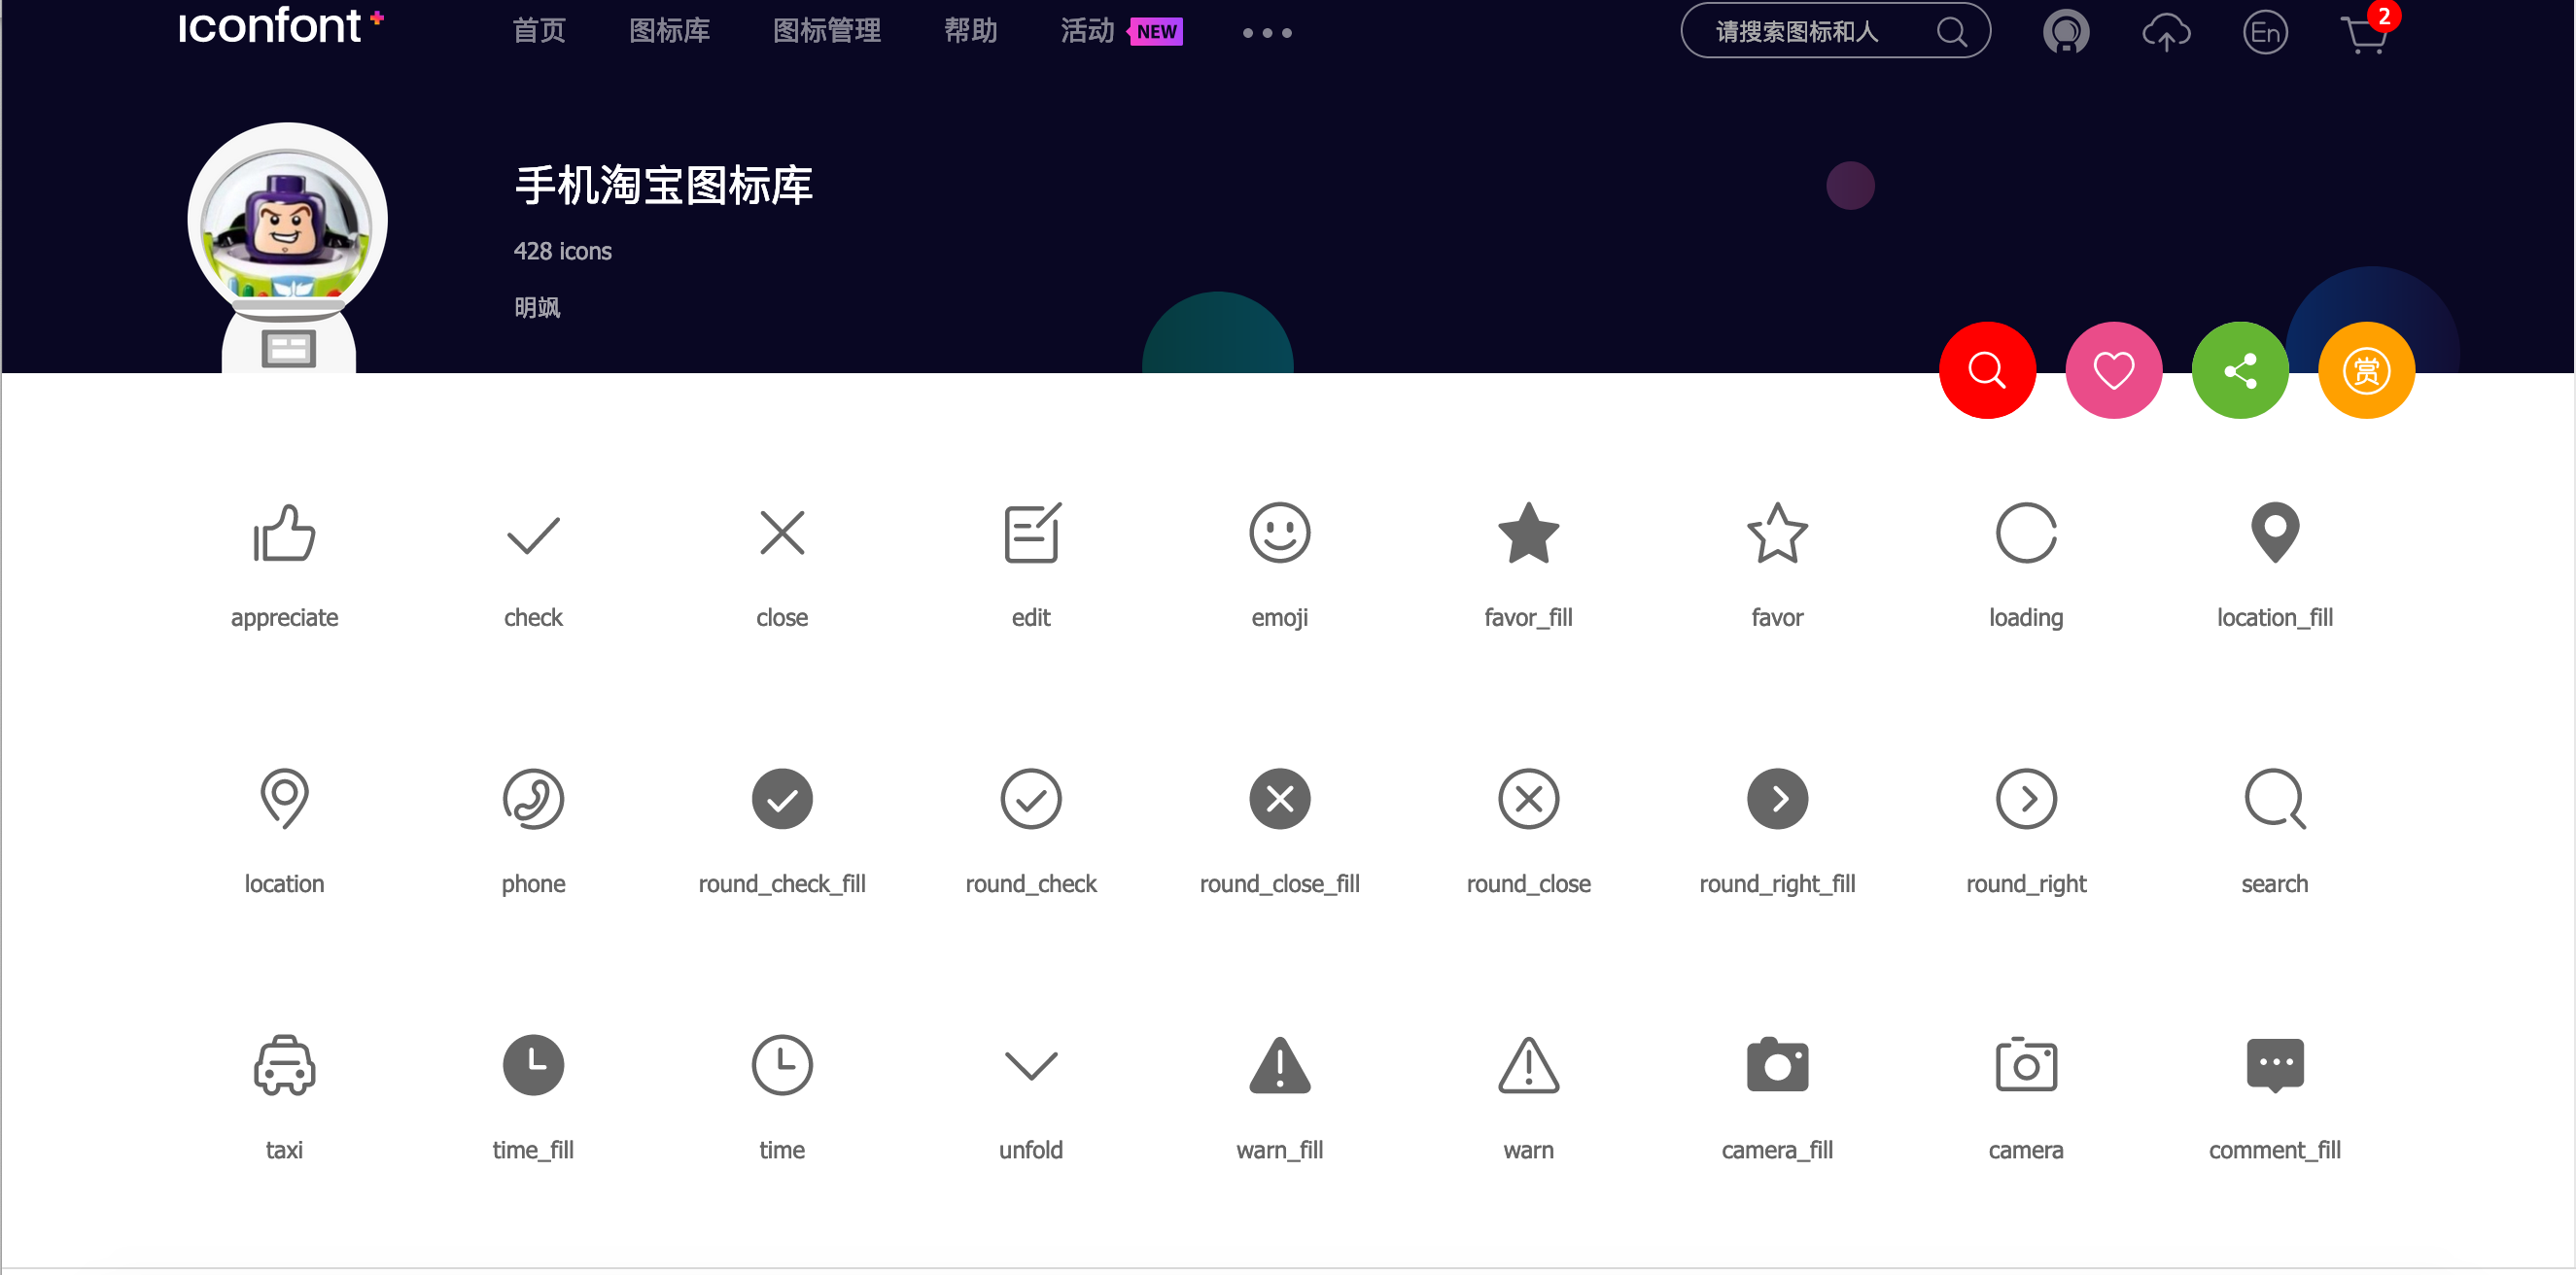 iconfont+
首页 图标库 图标管理 帮助 活动 NEW
请搜索图标和人
En
2
手机淘宝图标库
428 icons
明飒
赏
appreciate check close edit emoji favor_fill favor loading location_fill
location phone round_check_fill round_check round_close_fill round_close round_right_fill round_right search
taxi time_fill time unfold warn_fill warn camera_fill camera comment_fill